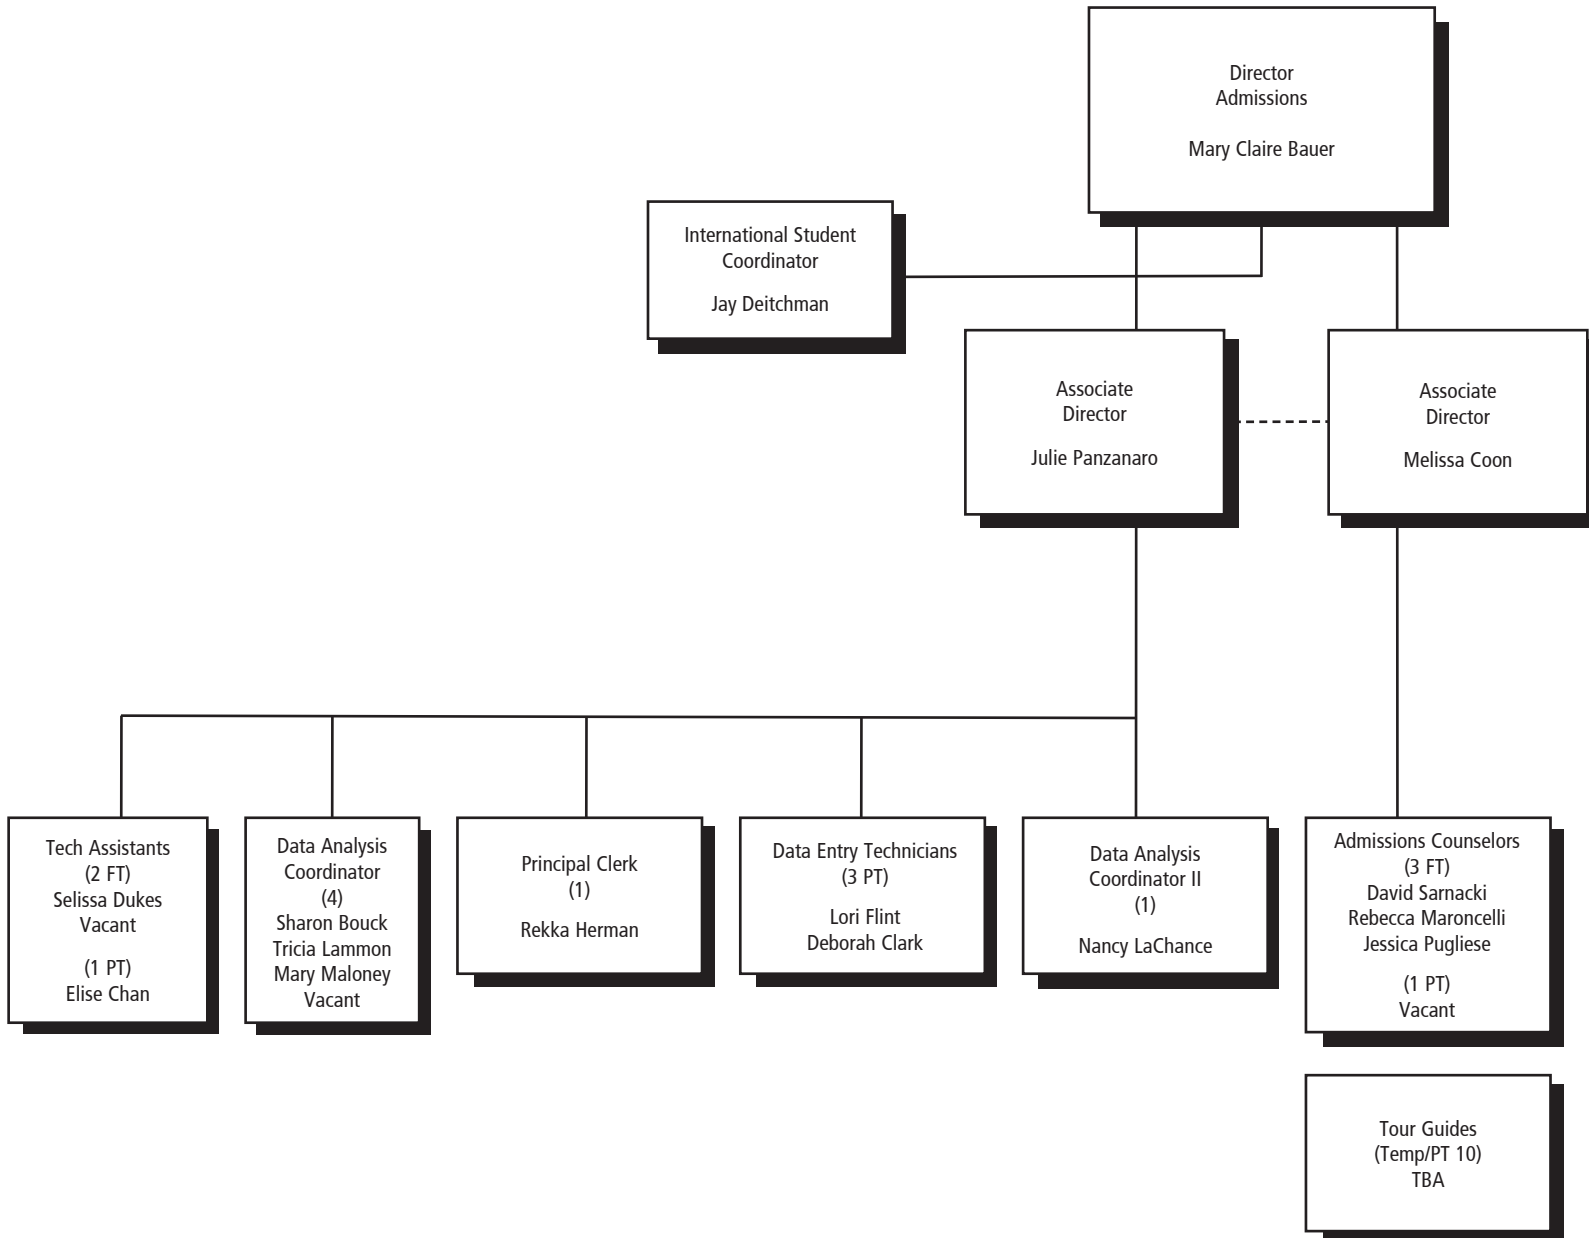 Director
Admissions
Mary Claire Bauer
International Student
Coordinator
Jay Deitchman
Associate
Director
Julie Panzanaro
Associate
Director
Melissa Coon
Tech Assistants
(2 FT)
Selissa Dukes
Vacant
(1 PT)
Elise Chan
Data Analysis
Coordinator
(4)
Sharon Bouck
Tricia Lammon
Mary Maloney
Vacant
Principal Clerk
(1)
Rekka Herman
Data Entry Technicians
(3 PT)
Lori Flint
Deborah Clark
Data Analysis
Coordinator II
(1)
Nancy LaChance
Admissions Counselors
(3 FT)
David Sarnacki
Rebecca Maroncelli
Jessica Pugliese
(1 PT)
Vacant
Tour Guides
(Temp/PT 10)
TBA